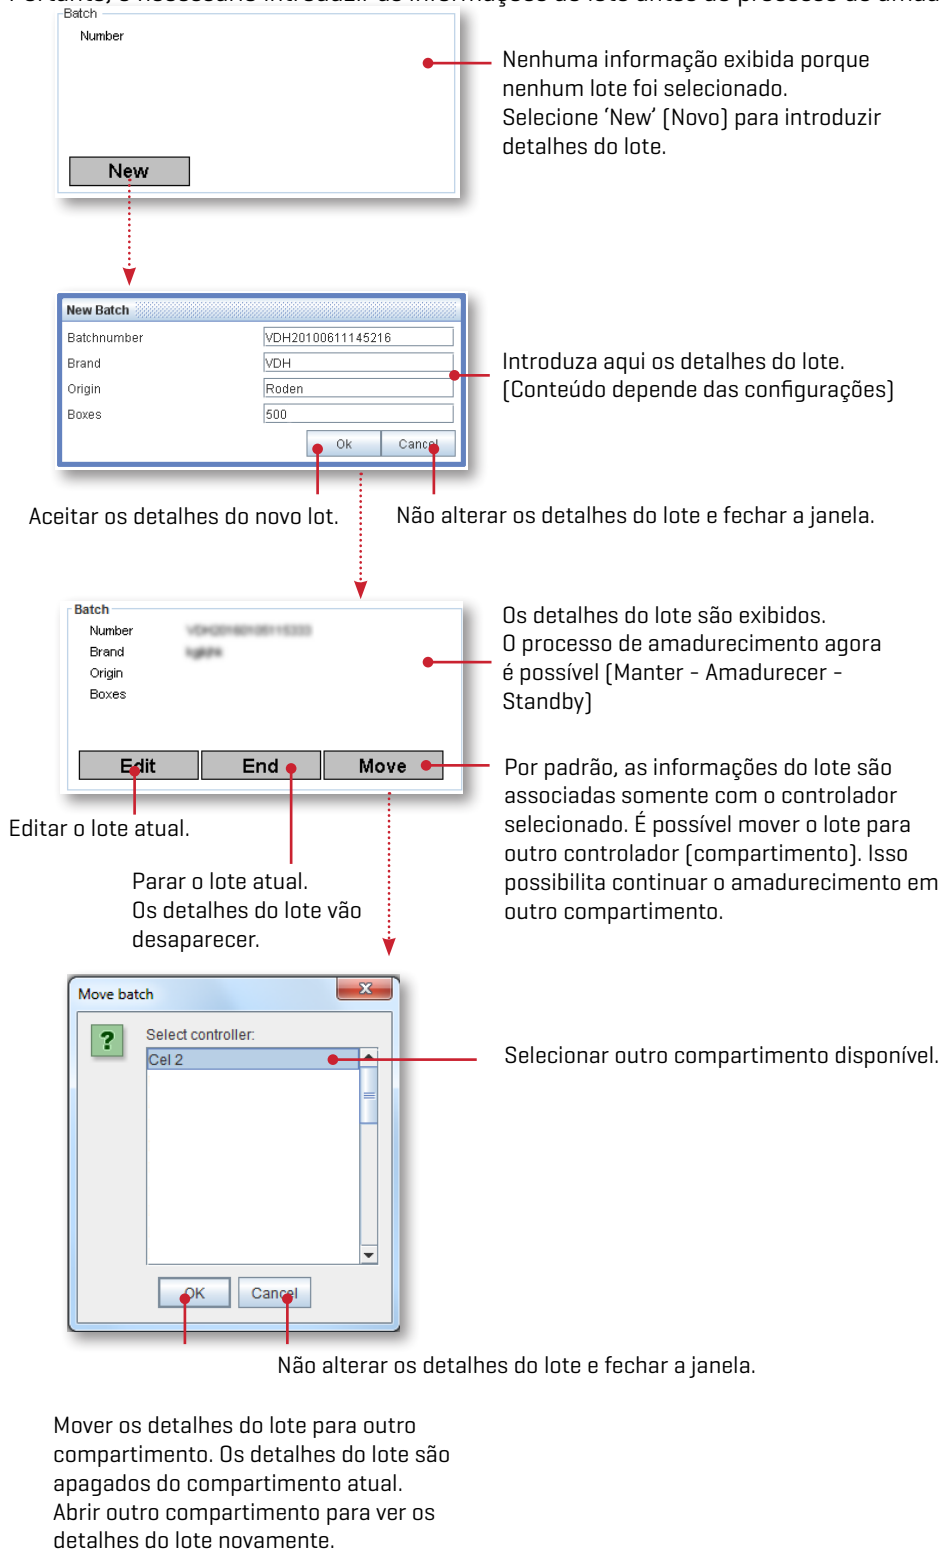 Batch
Number
Nenhuma informação exibida porque
nenhum lote foi selecionado.
Selecione ‘New’ (Novo) para introduzir
detalhes do lote.
New
New Batch
Batchnumber VDH20100611145216
Brand VDH
Origin Roden
Boxes 500
Ok Cancel
Introduza aqui os detalhes do lote.
(Conteúdo depende das configurações)
Aceitar os detalhes do novo lot.
Não alterar os detalhes do lote e fechar a janela.
Batch
Number
Brand
Origin
Boxes
Edit End Move
Os detalhes do lote são exibidos.
O processo de amadurecimento agora
é possível (Manter - Amadurecer -
Standby)
Por padrão, as informações do lote são
associadas somente com o controlador
selecionado. É possível mover o lote para
outro controlador (compartimento). Isso
possibilita continuar o amadurecimento em
outro compartimento.
Editar o lote atual.
Parar o lote atual.
Os detalhes do lote vão
desaparecer.
Move batch
Select controller:
Cel 2
OK Cancel
Selecionar outro compartimento disponível.
Não alterar os detalhes do lote e fechar a janela.
Mover os detalhes do lote para outro
compartimento. Os detalhes do lote são
apagados do compartimento atual.
Abrir outro compartimento para ver os
detalhes do lote novamente.